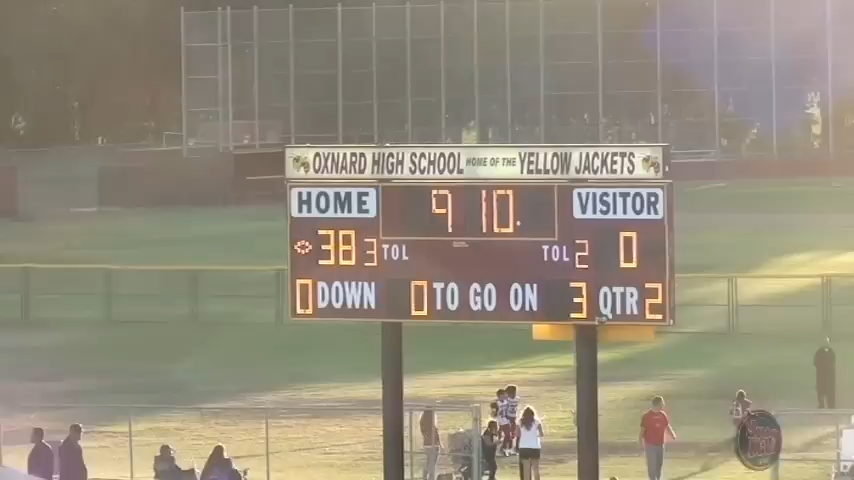 OXNARD HIGH SCHOOL HOME OF THE YELLOW JACKETS
HOME 9 10. VISITOR
38 3 TOL TOL 2 0
0 DOWN 0 TO GO ON 3 QTR 2